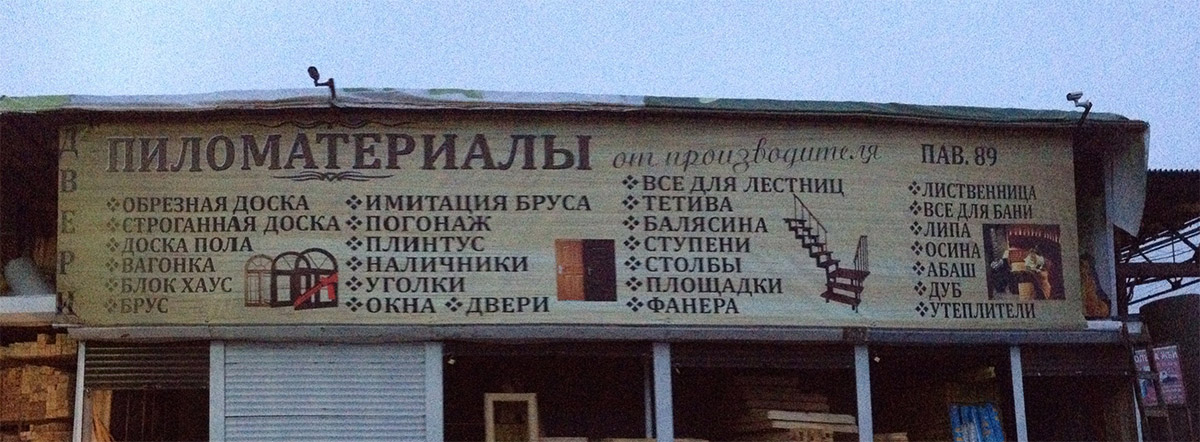 ДВЕРИ
ПИЛОМАТЕРИАЛЫ от производителя ПАВ. 89
ОБРЕЗНАЯ ДОСКА
СТРОГАННАЯ ДОСКА
ДОСКА ПОЛА
ВАГОНКА
БЛОК ХАУС
БРУС
ИМИТАЦИЯ БРУСА
ПОГОНАЖ
ПЛИНТУС
НАЛИЧНИКИ
УГОЛКИ
ОКНА ДВЕРИ
ВСЕ ДЛЯ ЛЕСТНИЦ
ТЕТИВА
БАЛЯСИНА
СТУПЕНИ
СТОЛБЫ
ПЛОЩАДКИ
ФАНЕРА
ЛИСТВЕННИЦА
ВСЕ ДЛЯ БАНИ
ЛИПА
ОСИНА
АБАШ
ДУБ
УТЕПЛИТЕЛИ